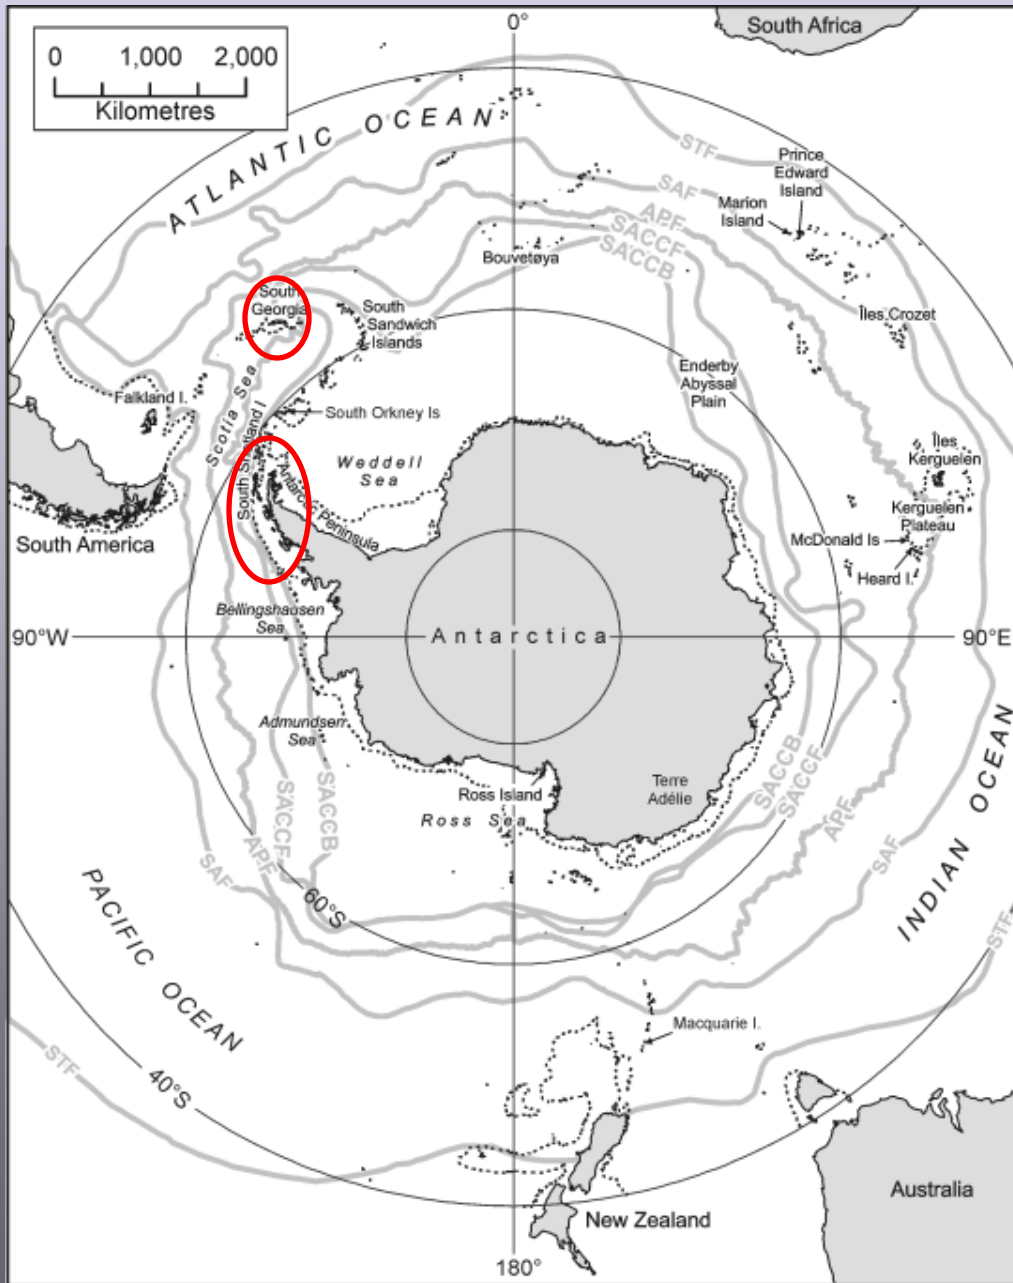 0°
South Africa
0 1,000 2,000
Kilometres
ATLANTIC OCEAN
STF
Prince
Edward
Island
SAF
Marion
Island
APF
SACCF
SACCB
Bouvetøya
South
Georgia
South
Sandwich
Islands
Îles Crozet
Enderby
Abyssal
Plain
Falkland I.
Scotia Sea
South Orkney Is
South Shetland I
Antarctic Peninsula
Weddell
Sea
Îles
Kerguelen
Kerguelen
Plateau
McDonald Is
Heard I.
South America
Bellingshausen
Sea
90°W
Antarctica
90°E
Admundsen
Sea
Ross Island
Ross Sea
Terre
Adélie
SACCB
SACCF
APF
SAF
STF
INDIAN OCEAN
SACCB
SACCF
APF
SAF
60°S
PACIFIC OCEAN
STF
40°S
Macquarie I.
Australia
New Zealand
180°